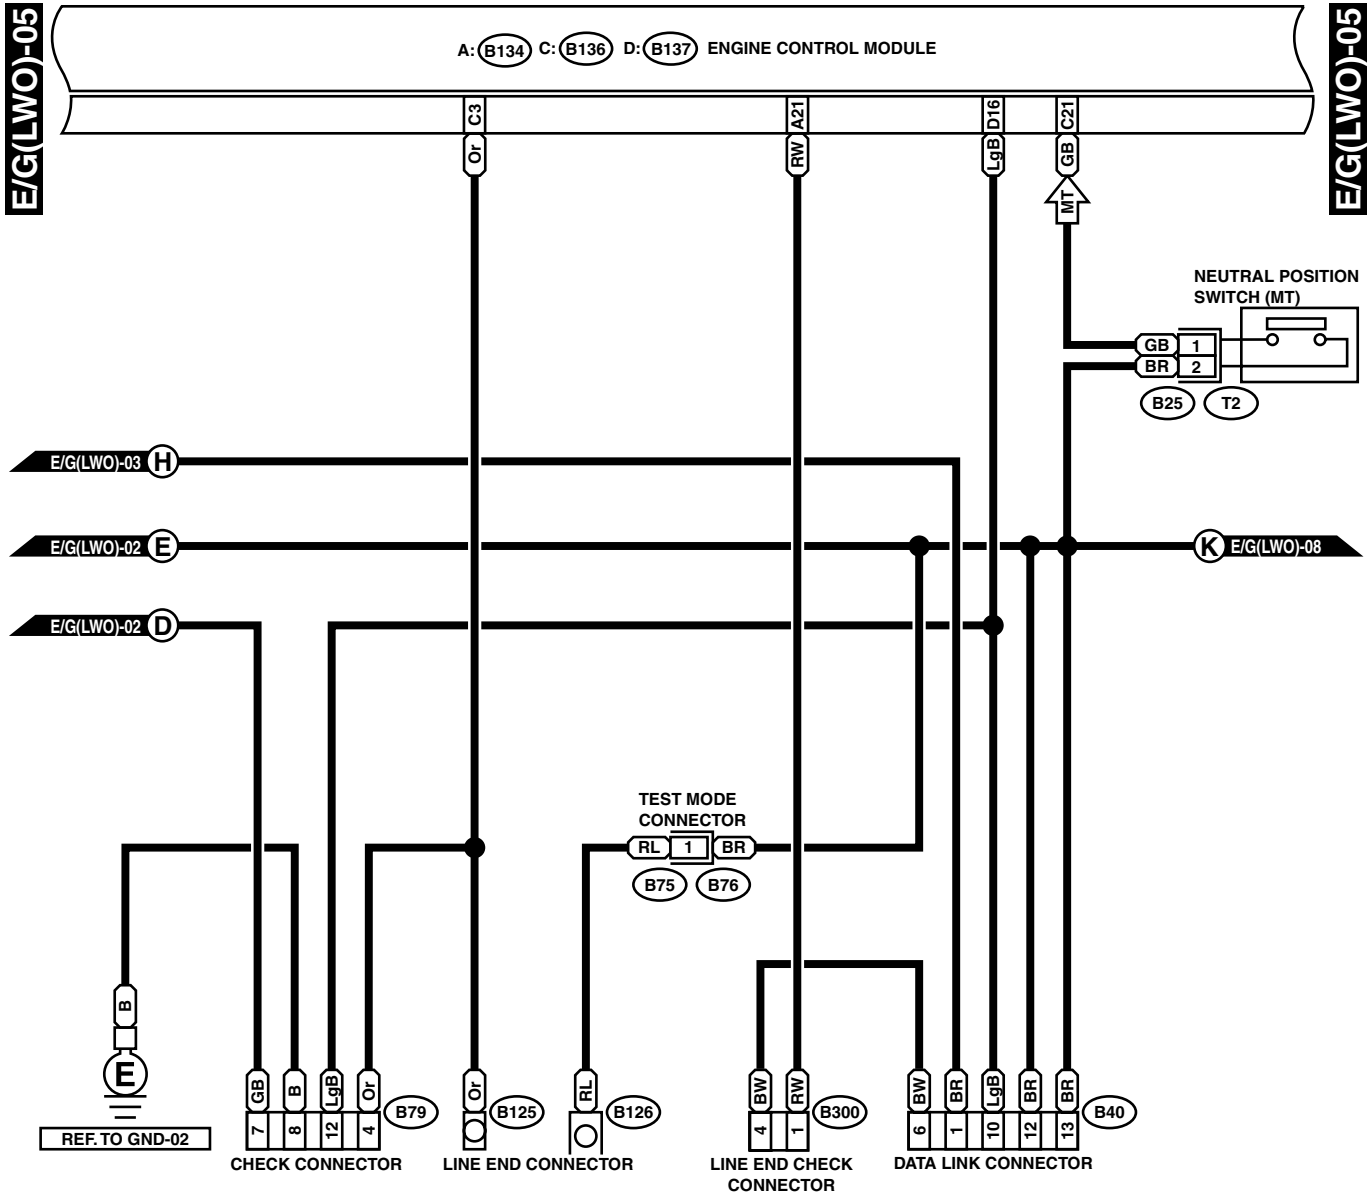 E/G(LWO)-05
E/G(LWO)-05
A: B134 C: B136 D: B137 ENGINE CONTROL MODULE
C3 A21 D16 C21
Or RW LgB GB
MT
NEUTRAL POSITION
SWITCH (MT)
GB 1
BR 2
B25 T2
E/G(LWO)-03 H
E/G(LWO)-02 E
K E/G(LWO)-08
E/G(LWO)-02 D
TEST MODE
CONNECTOR
RL 1 BR
B75 B76
B
E
REF. TO GND-02
GB B LgB Or Or RL BW RW BW BR LgB BR BR
7 8 12 4 B79 B125 B126 4 1 B300 6 1 10 12 13 B40
CHECK CONNECTOR
LINE END CONNECTOR
LINE END CHECK
CONNECTOR
DATA LINK CONNECTOR